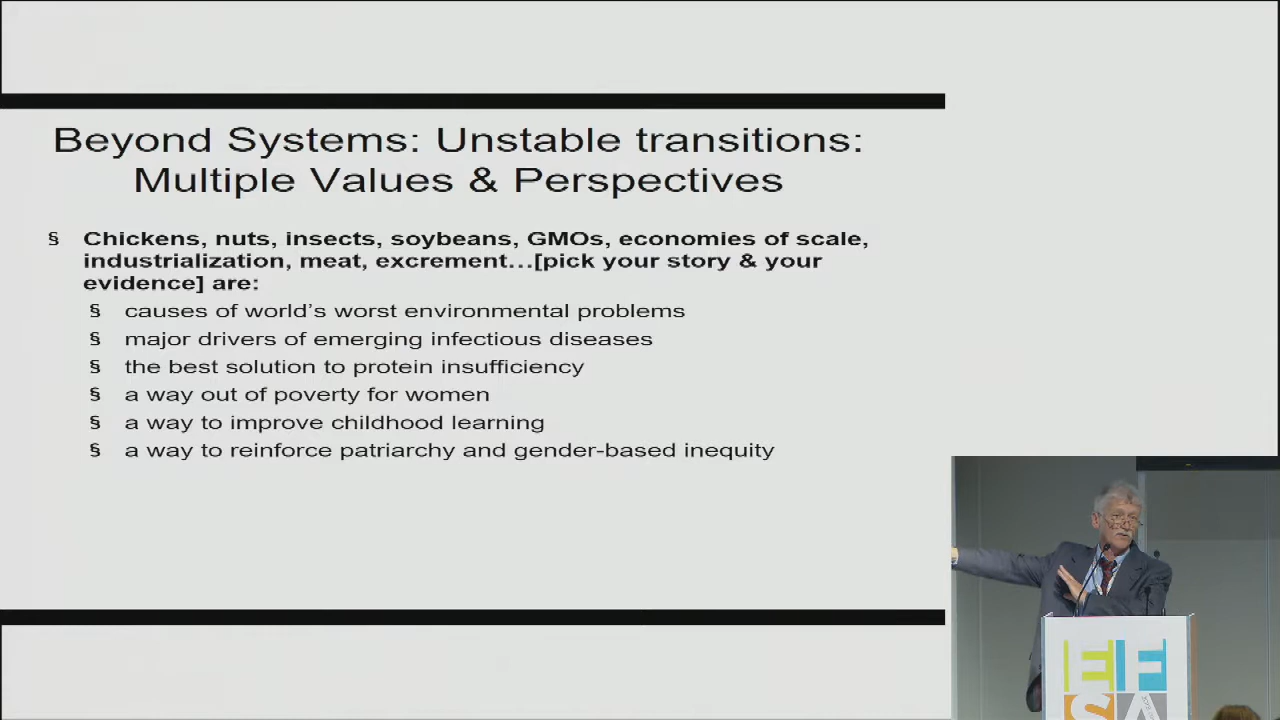 Beyond Systems: Unstable transitions:
Multiple Values & Perspectives
§ Chickens, nuts, insects, soybeans, GMOs, economies of scale,
industrialization, meat, excrement…[pick your story & your
evidence] are:
§ causes of world’s worst environmental problems
§ major drivers of emerging infectious diseases
§ the best solution to protein insufficiency
§ a way out of poverty for women
§ a way to improve childhood learning
§ a way to reinforce patriarchy and gender-based inequity
EF
SA